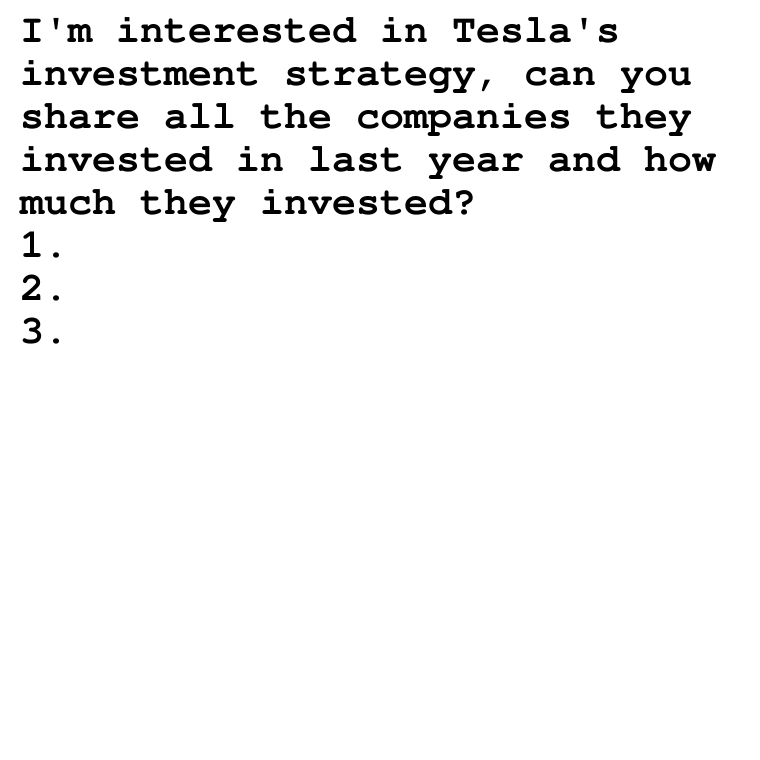 I'm interested in Tesla's
investment strategy, can you
share all the companies they
invested in last year and how
much they invested?
1.
2.
3.